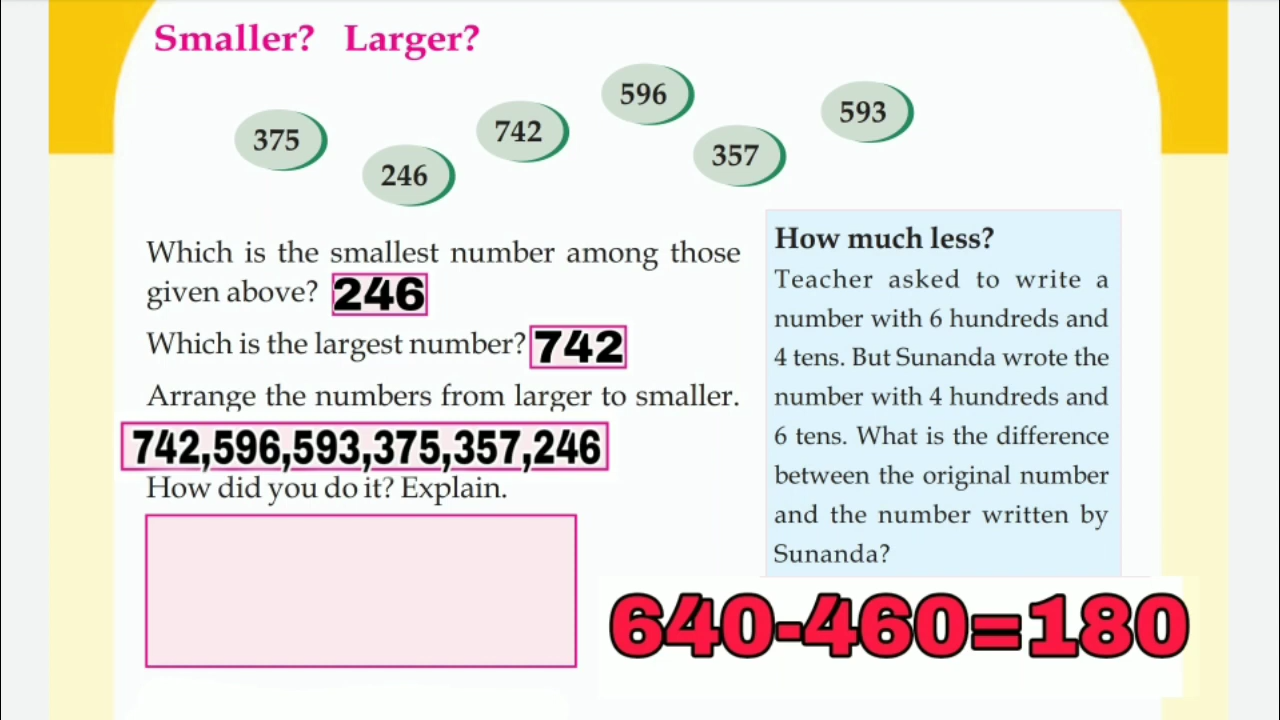 Smaller? Larger?
596
593
742
375
357
246
Which is the smallest number among those
given above? 246
Which is the largest number? 742
Arrange the numbers from larger to smaller.
742,596,593,375,357,246
How did you do it? Explain.
How much less?
Teacher asked to write a
number with 6 hundreds and
4 tens. But Sunanda wrote the
number with 4 hundreds and
6 tens. What is the difference
between the original number
and the number written by
Sunanda?
640-460=180